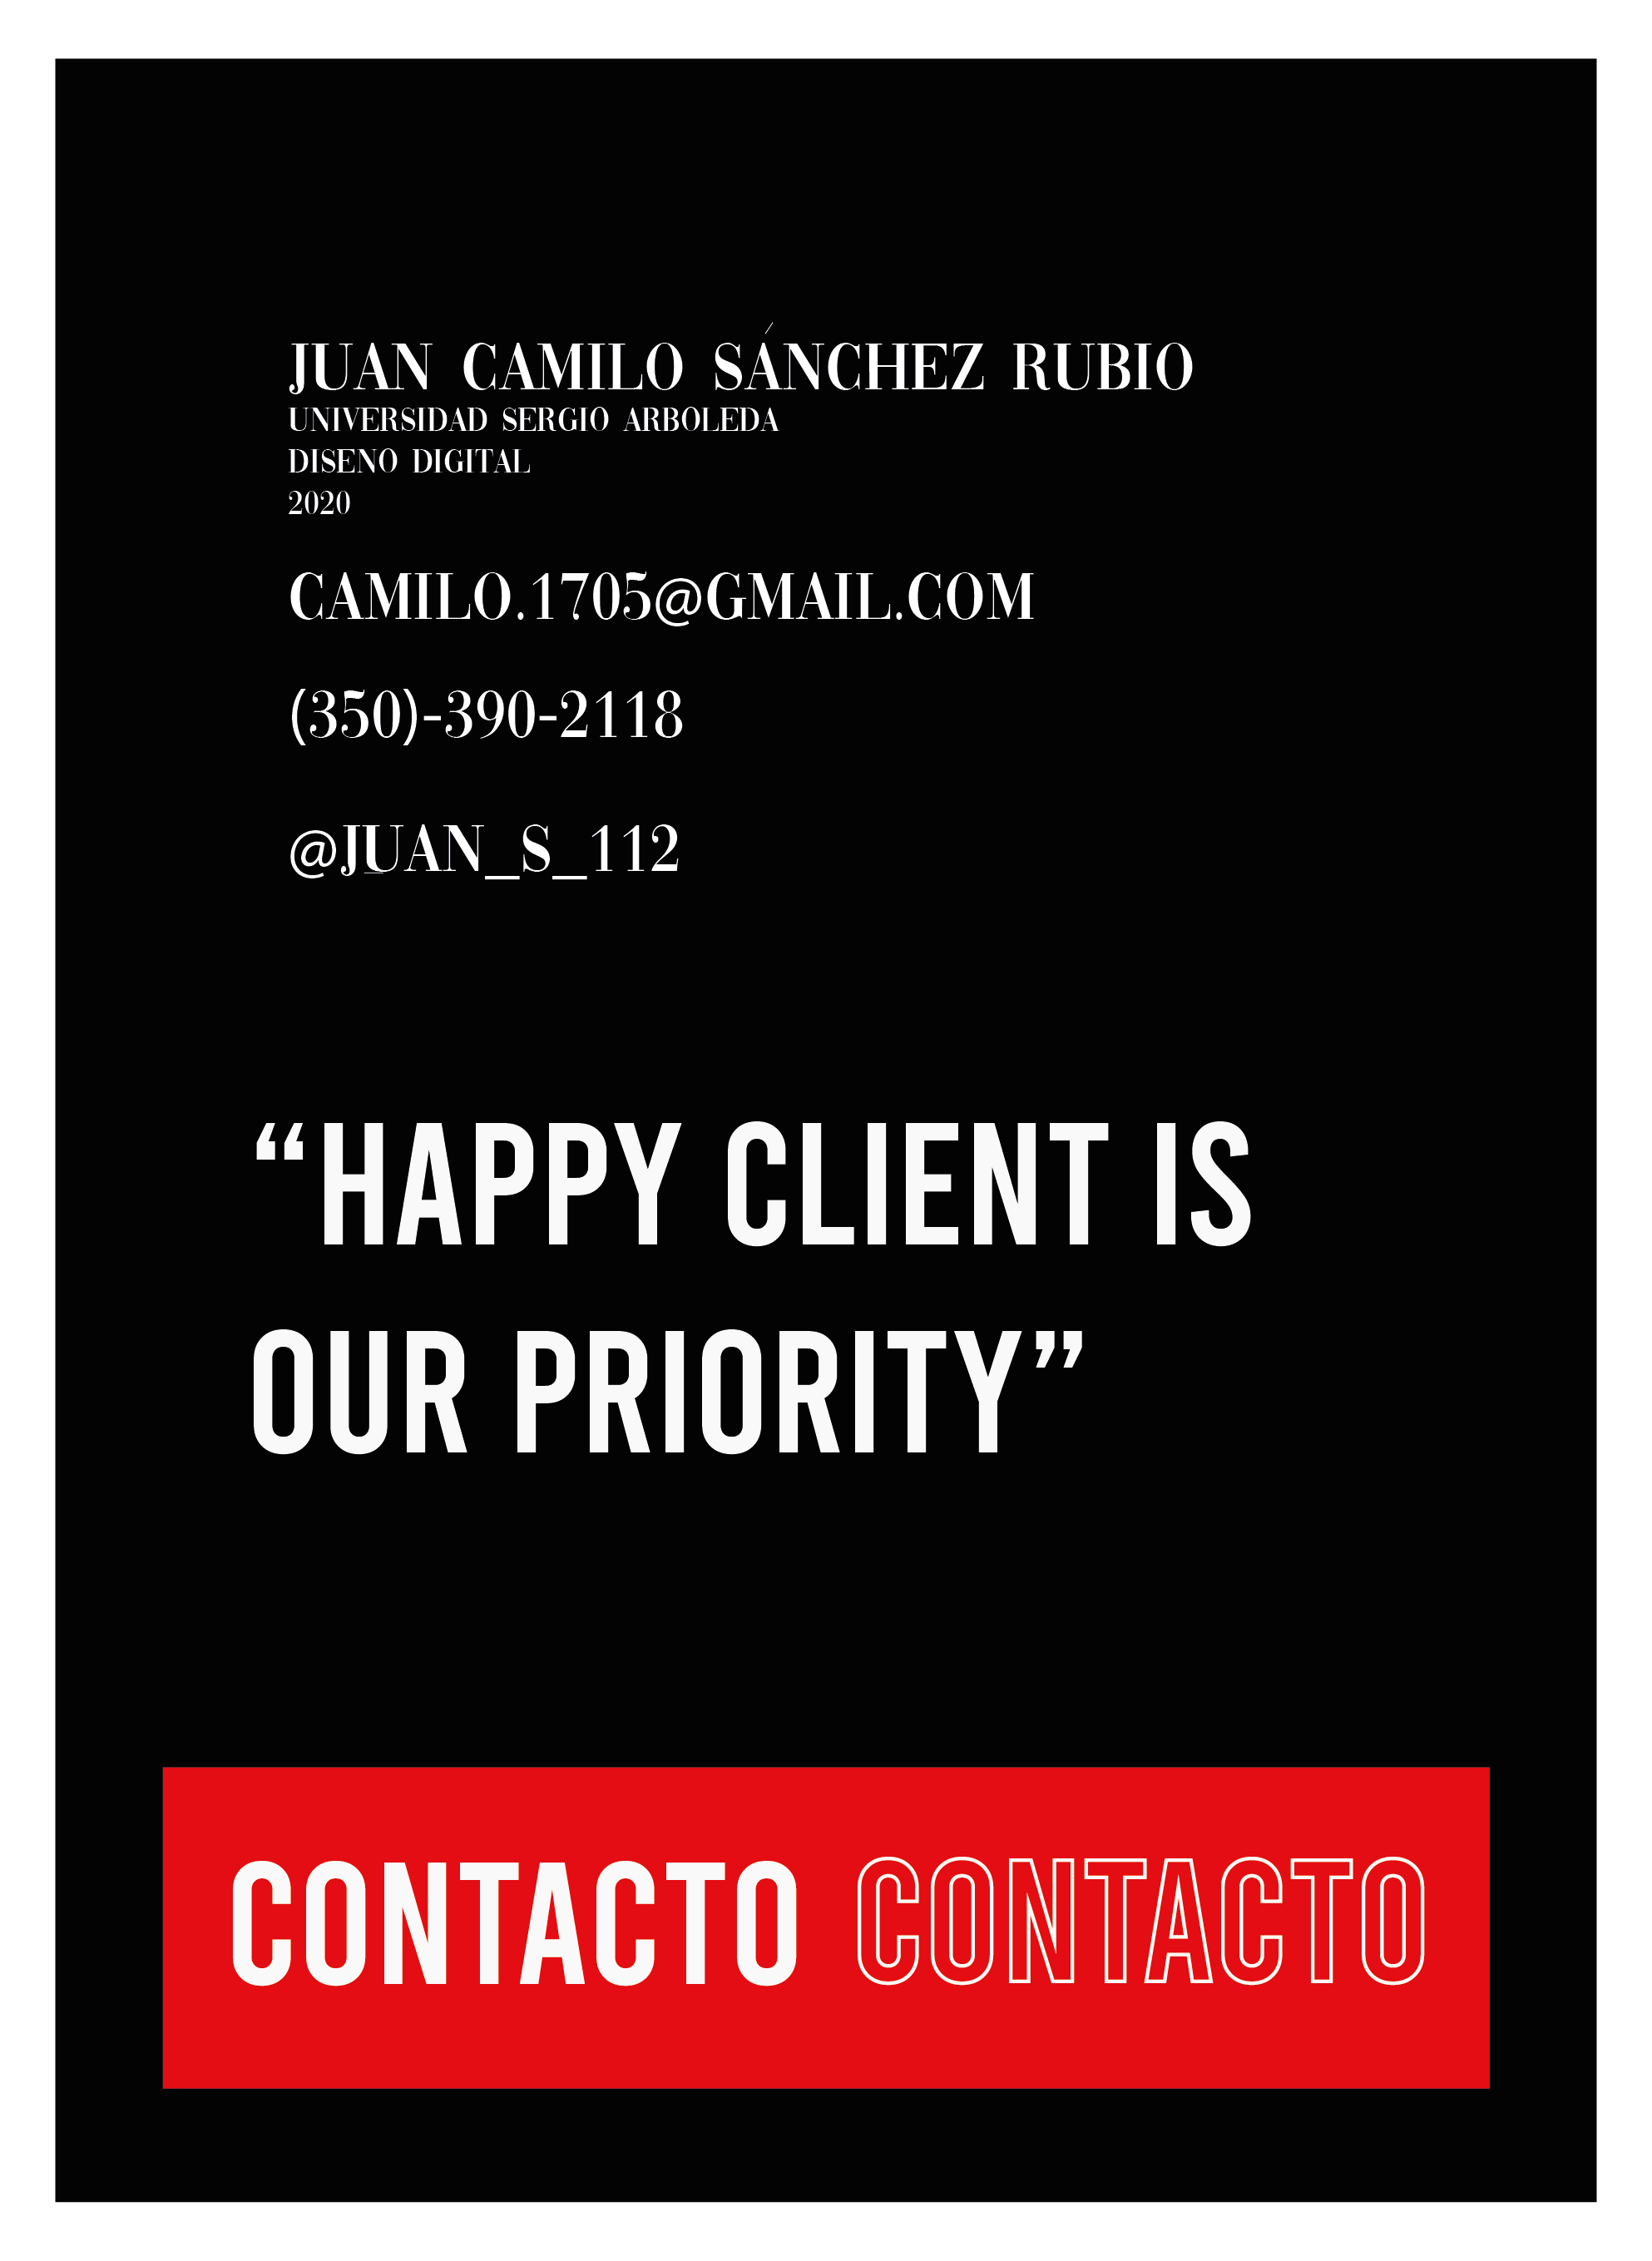 JUAN CAMILO SÁNCHEZ RUBIO
UNIVERSIDAD SERGIO ARBOLEDA
DISENO DIGITAL
2020
CAMILO.1705@GMAIL.COM
(350)-390-2118
@JUAN_S_112
“HAPPY CLIENT IS
OUR PRIORITY”
CONTACTO CONTACTO